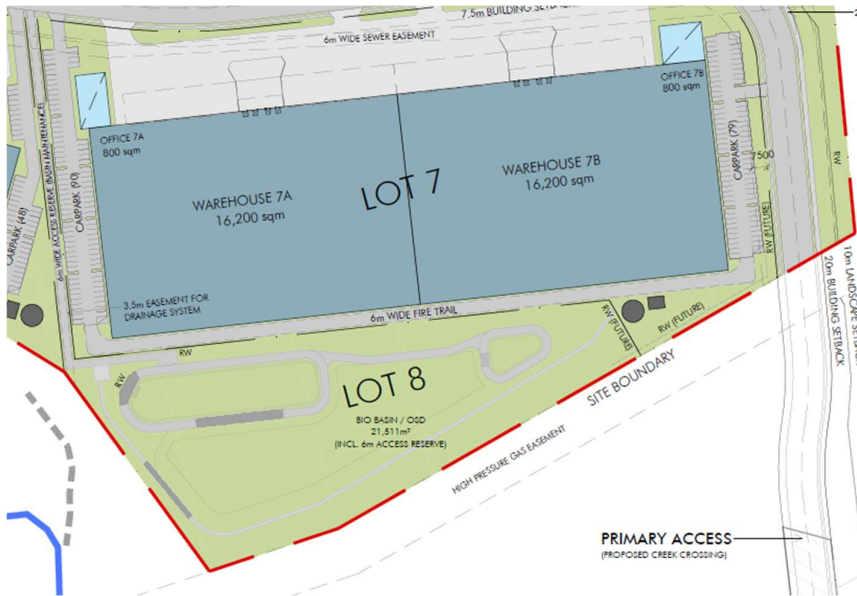 7.5m BUILDING SETBACK
6m WIDE SEWER EASEMENT
OFFICE 7B
800 sqm
OFFICE 7A
800 sqm
CARPARK (79)
7500
RW
WAREHOUSE 7B
16,200 sqm
LOT 7
WAREHOUSE 7A
16,200 sqm
CARPARK (90)
6m WIDE ACCESS RESERVE (BASIN MAINTENANCE)
CARPARK (48)
RW (FUTURE)
3.5m EASEMENT FOR
DRAINAGE SYSTEM
6m WIDE FIRE TRAIL
RW (FUTURE)
RW (FUTURE)
20m BUILDING SETBACK
10m LANDSCAPE
RW
RW
LOT 8
BIO BASIN / OSD
21,511m²
(INCL. 6m ACCESS RESERVE)
SITE BOUNDARY
HIGH PRESSURE GAS EASEMENT
PRIMARY ACCESS
(PROPOSED CREEK CROSSING)